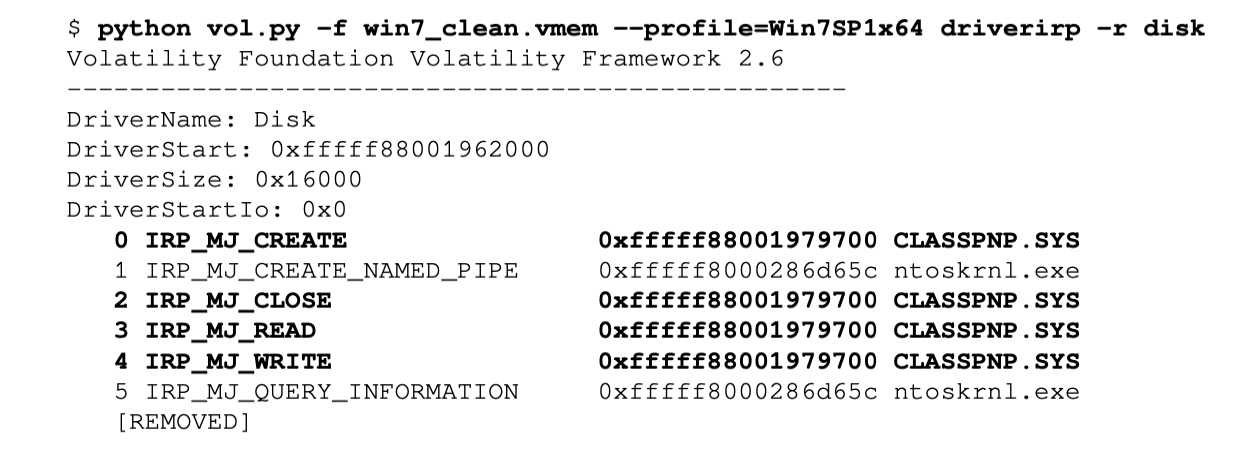 $ python vol.py -f win7_clean.vmem --profile=Win7SP1x64 driverirp -r disk
Volatility Foundation Volatility Framework 2.6
--------------------------------------------------
DriverName: Disk
DriverStart: 0xfffff88001962000
DriverSize: 0x16000
DriverStartIo: 0x0
0 IRP_MJ_CREATE 0xfffff88001979700 CLASSPNP.SYS
1 IRP_MJ_CREATE_NAMED_PIPE 0xfffff8000286d65c ntoskrnl.exe
2 IRP_MJ_CLOSE 0xfffff88001979700 CLASSPNP.SYS
3 IRP_MJ_READ 0xfffff88001979700 CLASSPNP.SYS
4 IRP_MJ_WRITE 0xfffff88001979700 CLASSPNP.SYS
5 IRP_MJ_QUERY_INFORMATION 0xfffff8000286d65c ntoskrnl.exe
[REMOVED]